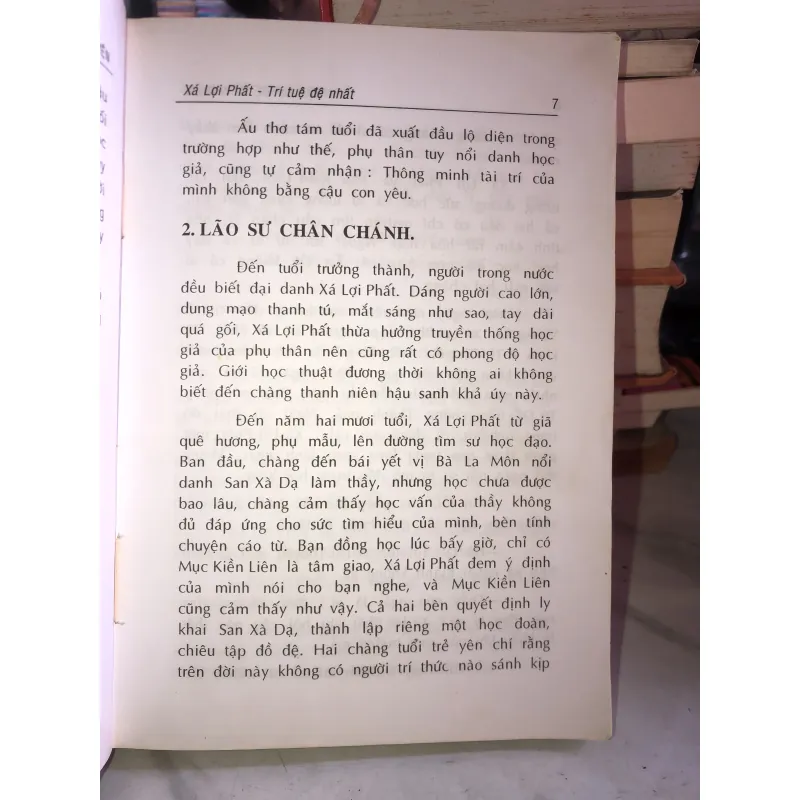 Xá Lợi Phất - Trí tuệ đệ nhất 7
Ấu thơ tám tuổi đã xuất đầu lộ diện trong
trường hợp như thế, phụ thân tuy nổi danh học
giả, cũng tự cảm nhận : Thông minh tài trí của
mình không bằng cậu con yêu.
2. LÃO SƯ CHÂN CHÁNH.
Đến tuổi trưởng thành, người trong nước
đều biết đại danh Xá Lợi Phất. Dáng người cao lớn,
dung mạo thanh tú, mắt sáng như sao, tay dài
quá gối, Xá Lợi Phất thừa hưởng truyền thống học
giả của phụ thân nên cũng rất có phong độ học
giả. Giới học thuật đương thời không ai không
biết đến chàng thanh niên hậu sanh khả úy này.
Đến năm hai mươi tuổi, Xá Lợi Phất từ giã
quê hương, phụ mẫu, lên đường tìm sư học đạo.
Ban đầu, chàng đến bái yết vị Bà La Môn nổi
danh San Xà Dạ làm thầy, nhưng học chưa được
bao lâu, chàng cảm thấy học vấn của thầy không
đủ đáp ứng cho sức tìm hiểu của mình, bèn tính
chuyện cáo từ. Bạn đồng học lúc bấy giờ, chỉ có
Mục Kiền Liên là tâm giao, Xá Lợi Phất đem ý định
của mình nói cho bạn nghe, và Mục Kiền Liên
cũng cảm thấy như vậy. Cả hai bèn quyết định ly
khai San Xà Dạ, thành lập riêng một học đoàn,
chiêu tập đồ đệ. Hai chàng tuổi trẻ yên chí rằng
trên đời này không có người trí thức nào sánh kịp